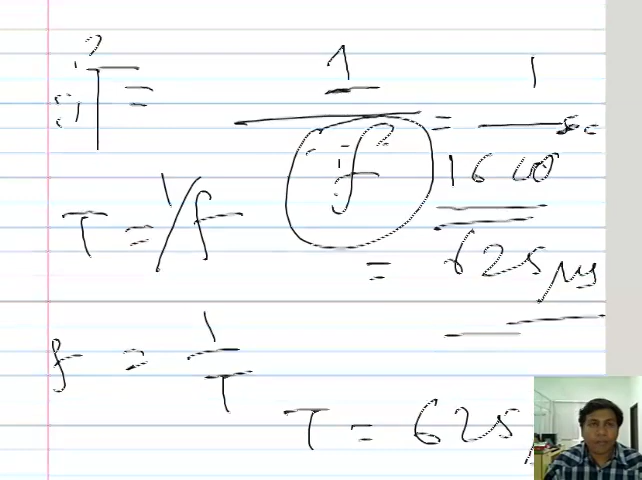 T = 1 / f = 1 / 1600 sec
T = 1/f
= 625 μs
f = 1 / T
T = 625